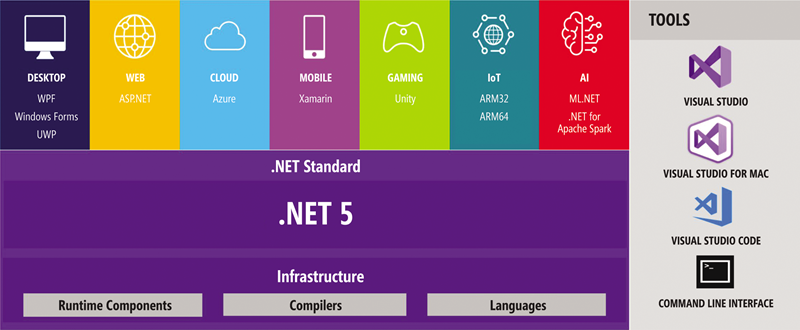 DESKTOP
WPF
Windows Forms
UWP
WEB
ASP.NET
CLOUD
Azure
MOBILE
Xamarin
GAMING
Unity
IoT
ARM32
ARM64
AI
ML.NET
.NET for
Apache Spark
.NET Standard
.NET 5
Infrastructure
Runtime Components
Compilers
Languages
TOOLS
VISUAL STUDIO
VISUAL STUDIO FOR MAC
VISUAL STUDIO CODE
>_
COMMAND LINE INTERFACE